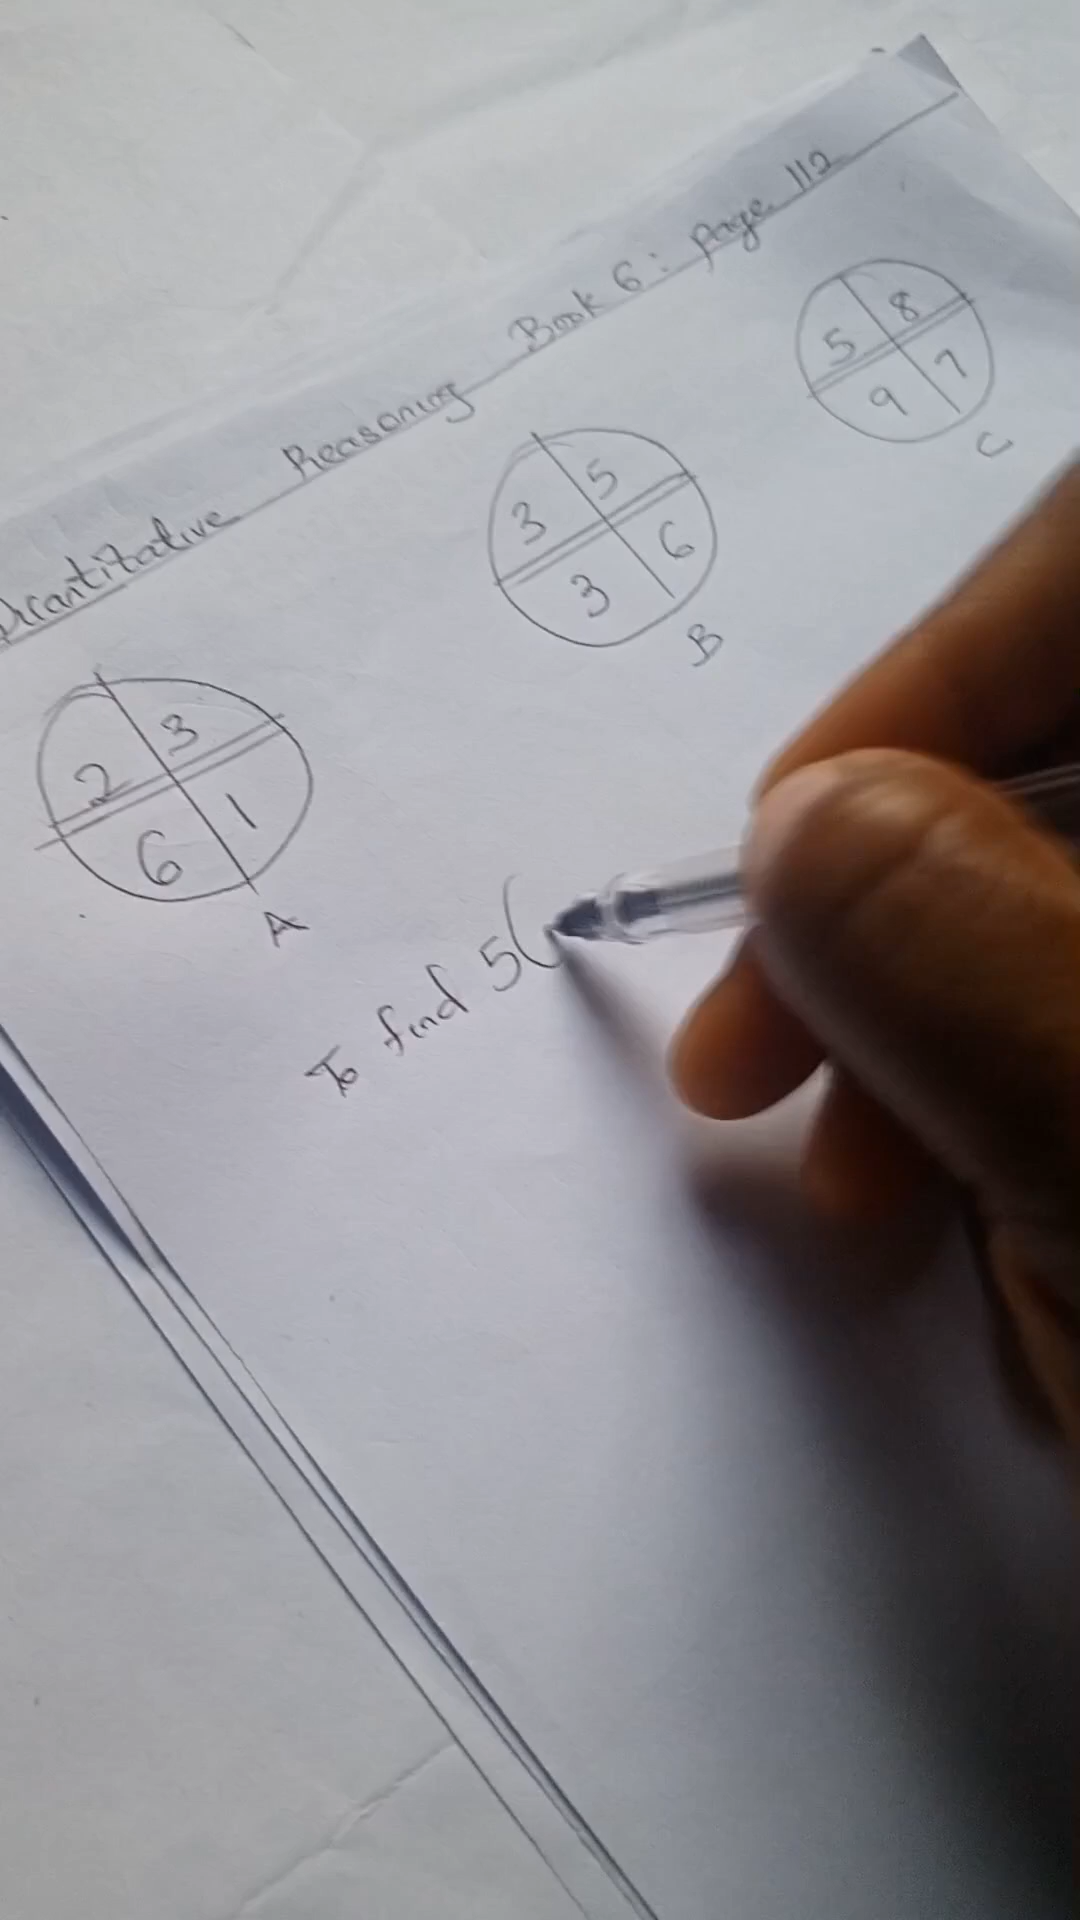 Quantitative Reasoning Book 6: page 112
2 3
6 1
A
3 5
3 6
B
5 8
9 7
C
To find 5(